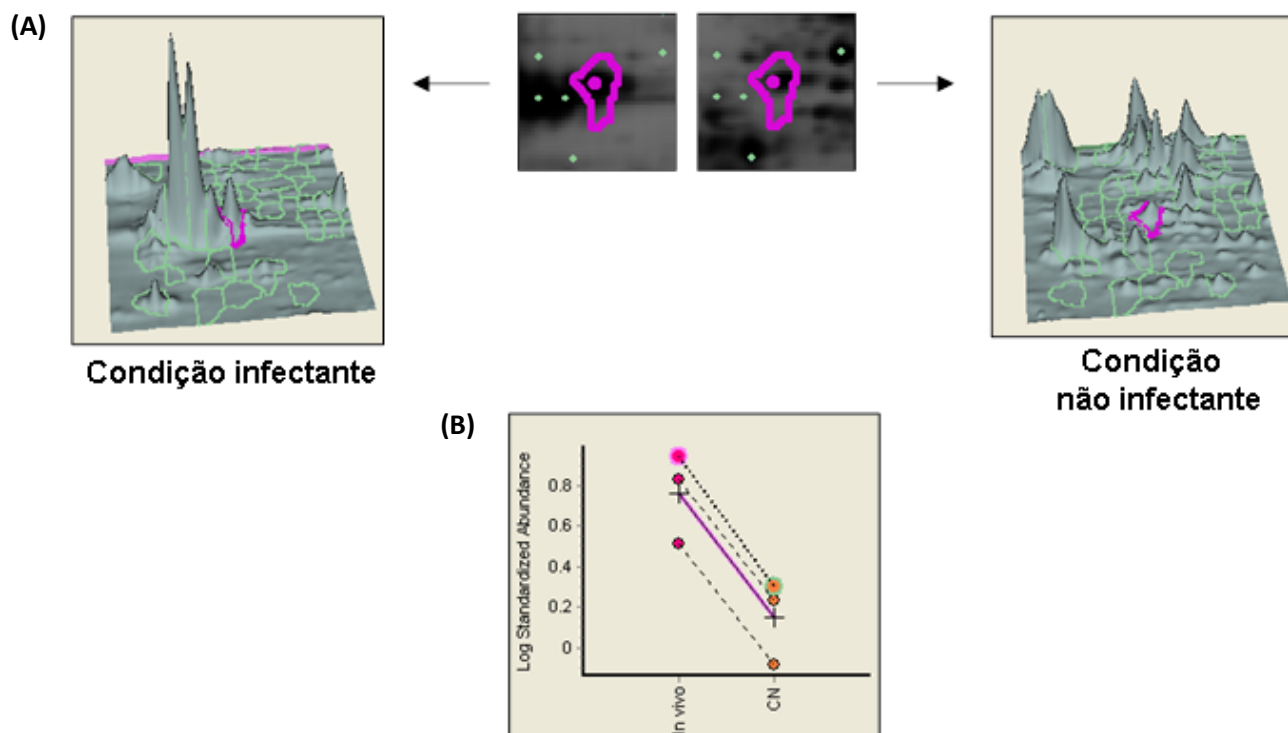 (A)
Condição infectante
Condição
não infectante
(B)
Log Standardized Abundance
0.8
0.6
0.4
0.2
0
In vivo
CN